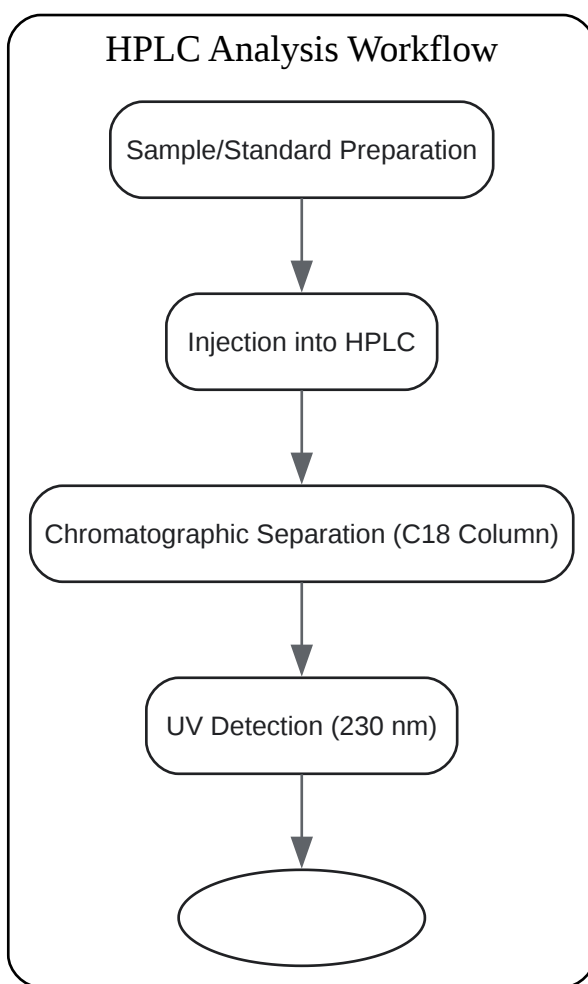 HPLC Analysis Workflow
Sample/Standard Preparation
Injection into HPLC
Chromatographic Separation (C18 Column)
UV Detection (230 nm)